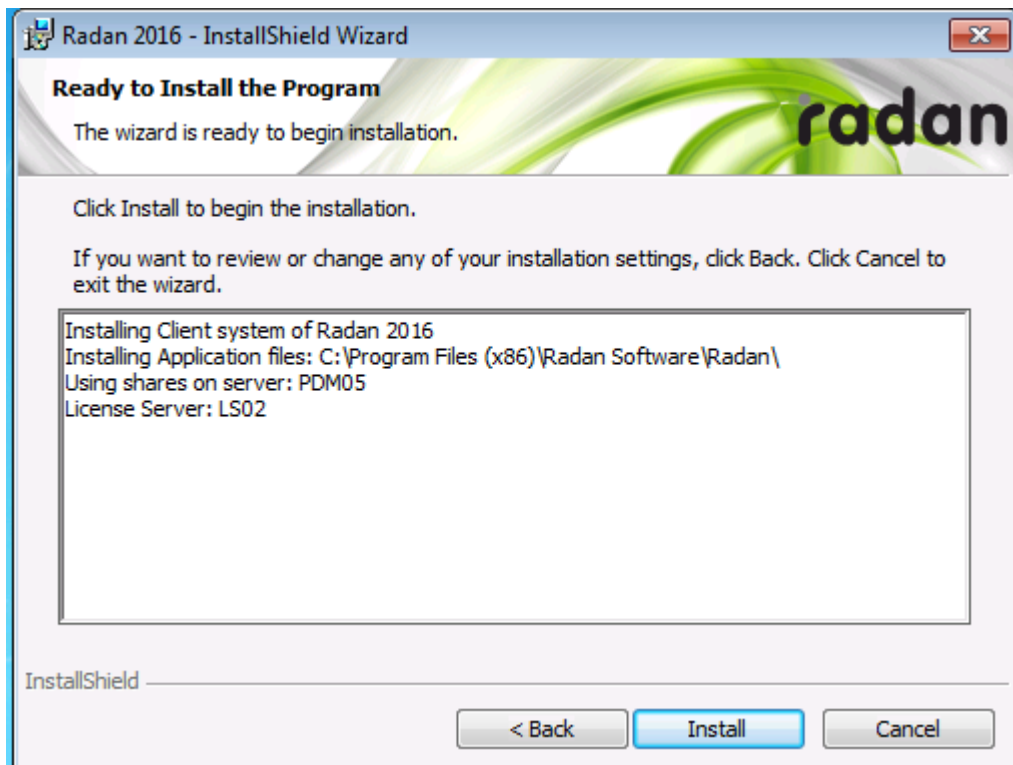 Radan 2016 - InstallShield Wizard
Ready to Install the Program
The wizard is ready to begin installation.
radan
Click Install to begin the installation.
If you want to review or change any of your installation settings, click Back. Click Cancel to
exit the wizard.
Installing Client system of Radan 2016
Installing Application files: C:\Program Files (x86)\Radan Software\Radan\
Using shares on server: PDM05
License Server: LS02
InstallShield
< Back
Install
Cancel